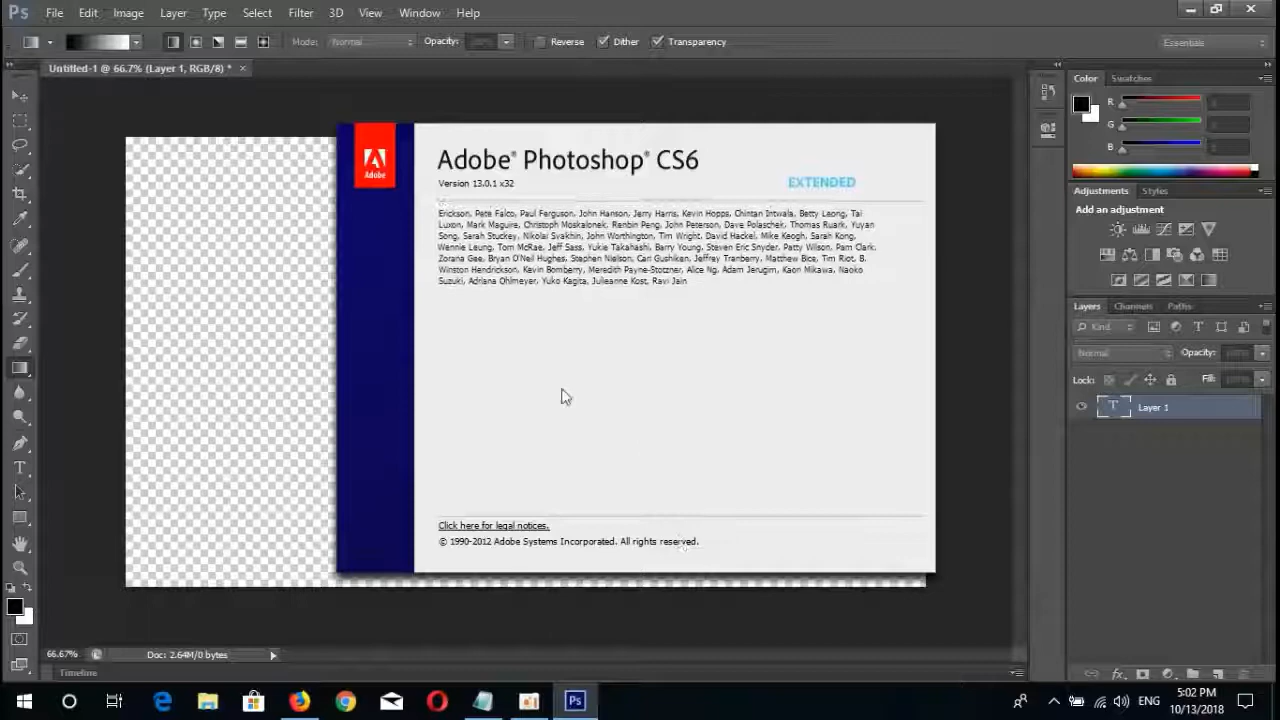 Ps File Edit Image Layer Type Select Filter 3D View Window Help
Mode: Normal Opacity: Reverse Dither Transparency Essentials
Untitled-1 @ 66.7% (Layer 1, RGB/8) *
Color Swatches
R
G
B
Adjustments Styles
Add an adjustment
Layers Channels Paths
Kind
Normal Opacity:
Lock: Fill:
T Layer 1
Adobe
Adobe® Photoshop® CS6
Version 13.0.1 x32
EXTENDED
Erickson, Pete Falco, Paul Ferguson, John Hanson, Jerry Harris, Kevin Hopps, Chintan Intwala, Betty Leong, Tai
Luxon, Mark Maguire, Christoph Moskalonek, Renbin Peng, John Peterson, Dave Polaschek, Thomas Ruark, Yuyan
Song, Sarah Stuckey, Nikolai Svakhin, John Worthington, Tim Wright, David Hackel, Mike Keogh, Sarah Kong,
Wennie Leung, Tom McRae, Jeff Sass, Yukie Takahashi, Barry Young, Steven Eric Snyder, Patty Wilson, Pam Clark,
Zorana Gee, Bryan O'Neil Hughes, Stephen Nielson, Cari Gushiken, Jeffrey Tranberry, Matthew Bice, Tim Riot, B.
Winston Hendrickson, Kevin Bomberry, Meredith Payne-Stotzner, Alice Ng, Adam Jerugim, Kaori Mikawa, Naoko
Suzuki, Adriana Ohlmeyer, Yuko Kagita, Julieanne Kost, Ravi Jain
Click here for legal notices.
© 1990-2012 Adobe Systems Incorporated. All rights reserved.
66.67% Doc: 2.64M/0 bytes
Timeline
Ps
ENG
5:02 PM
10/13/2018